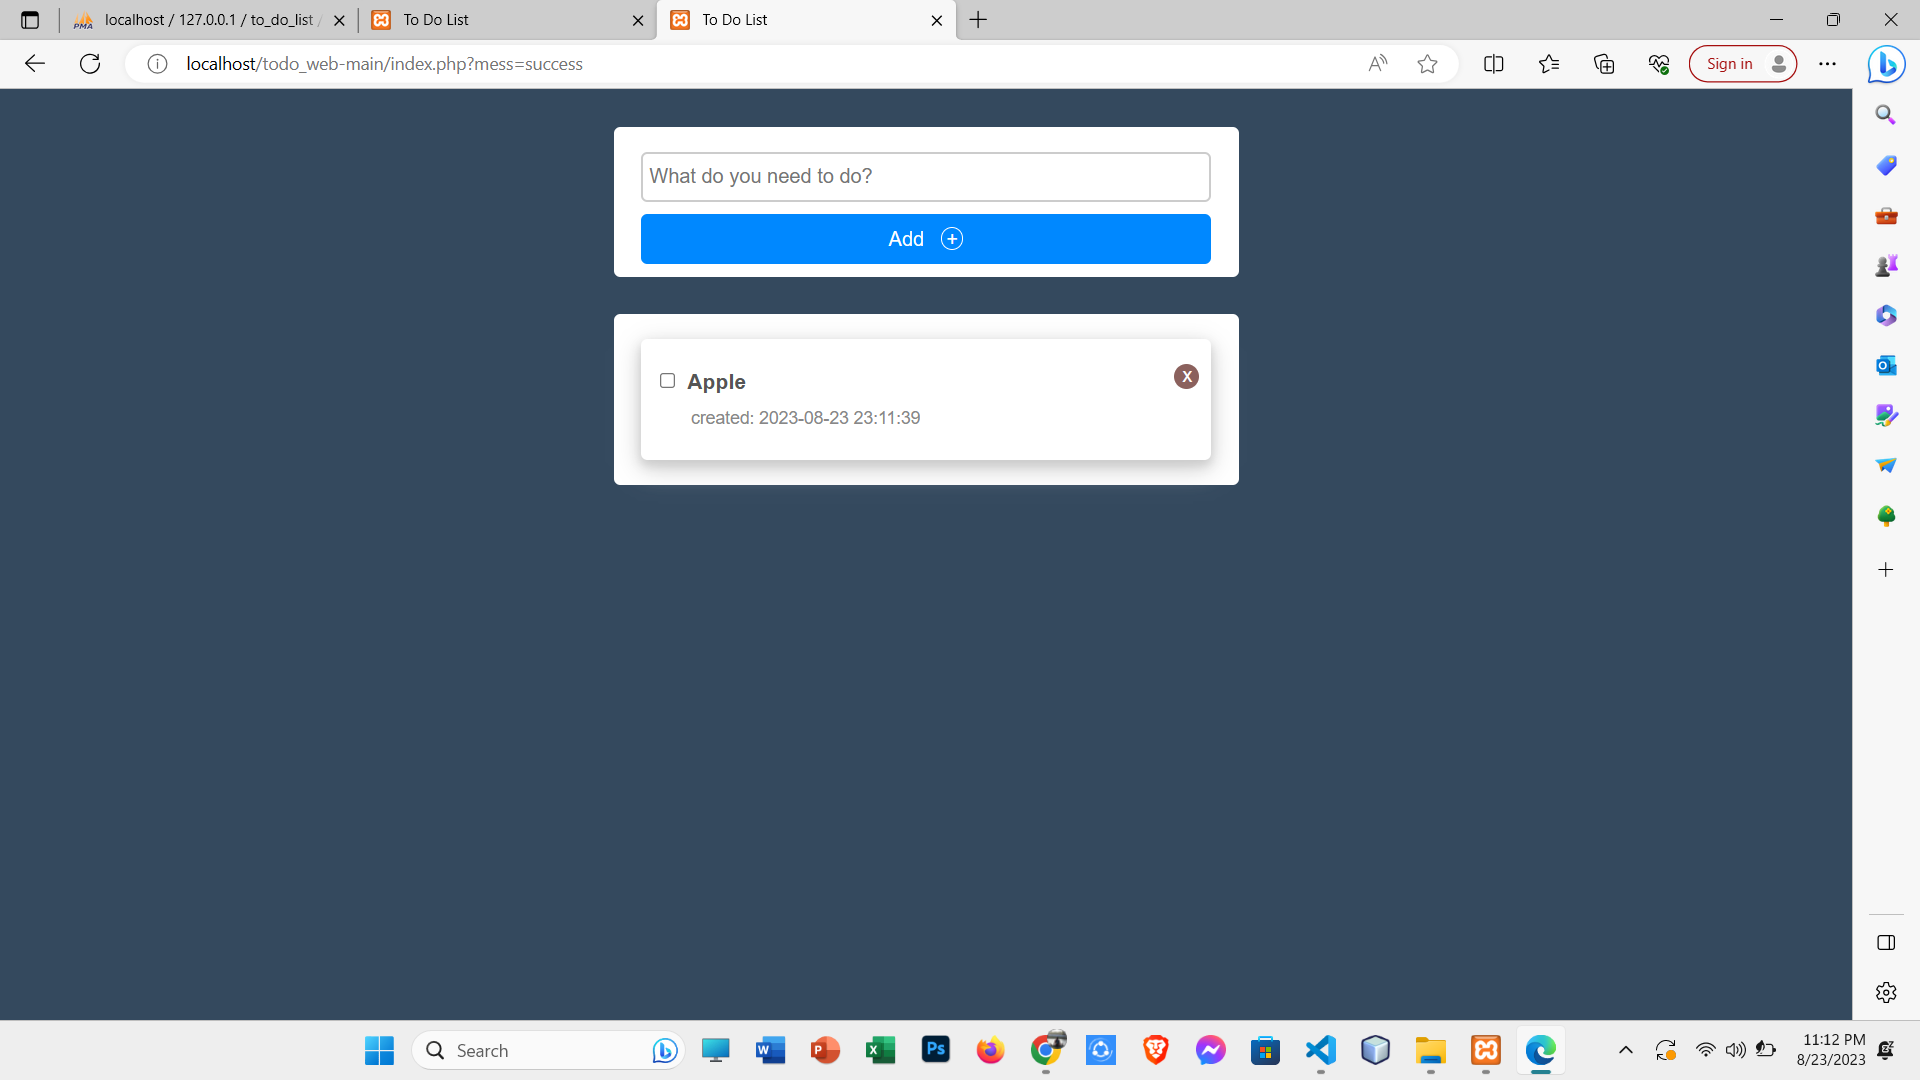 localhost / 127.0.0.1 / to_do_list /
To Do List
To Do List
localhost/todo_web-main/index.php?mess=success
Sign in
What do you need to do?
Add
Apple
X
created: 2023-08-23 23:11:39
Search
11:12 PM
8/23/2023